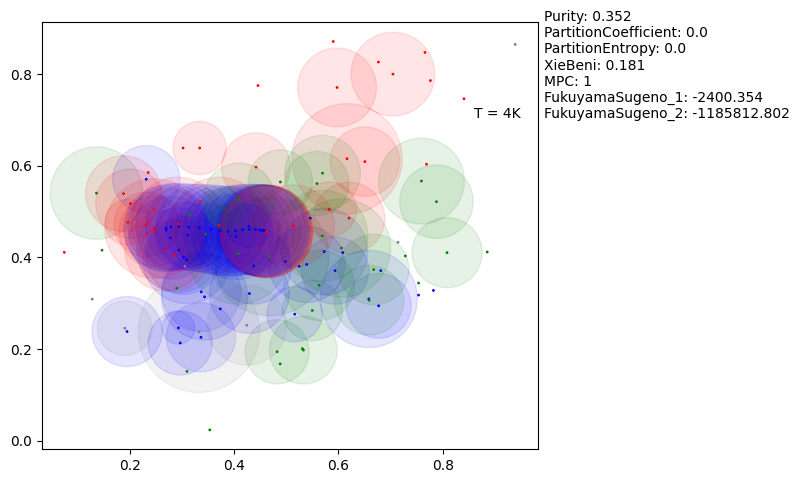 Purity: 0.352
PartitionCoefficient: 0.0
PartitionEntropy: 0.0
XieBeni: 0.181
MPC: 1
FukuyamaSugeno_1: -2400.354
FukuyamaSugeno_2: -1185812.802
T = 4K
0.8
0.6
0.4
0.2
0.0
0.2 0.4 0.6 0.8